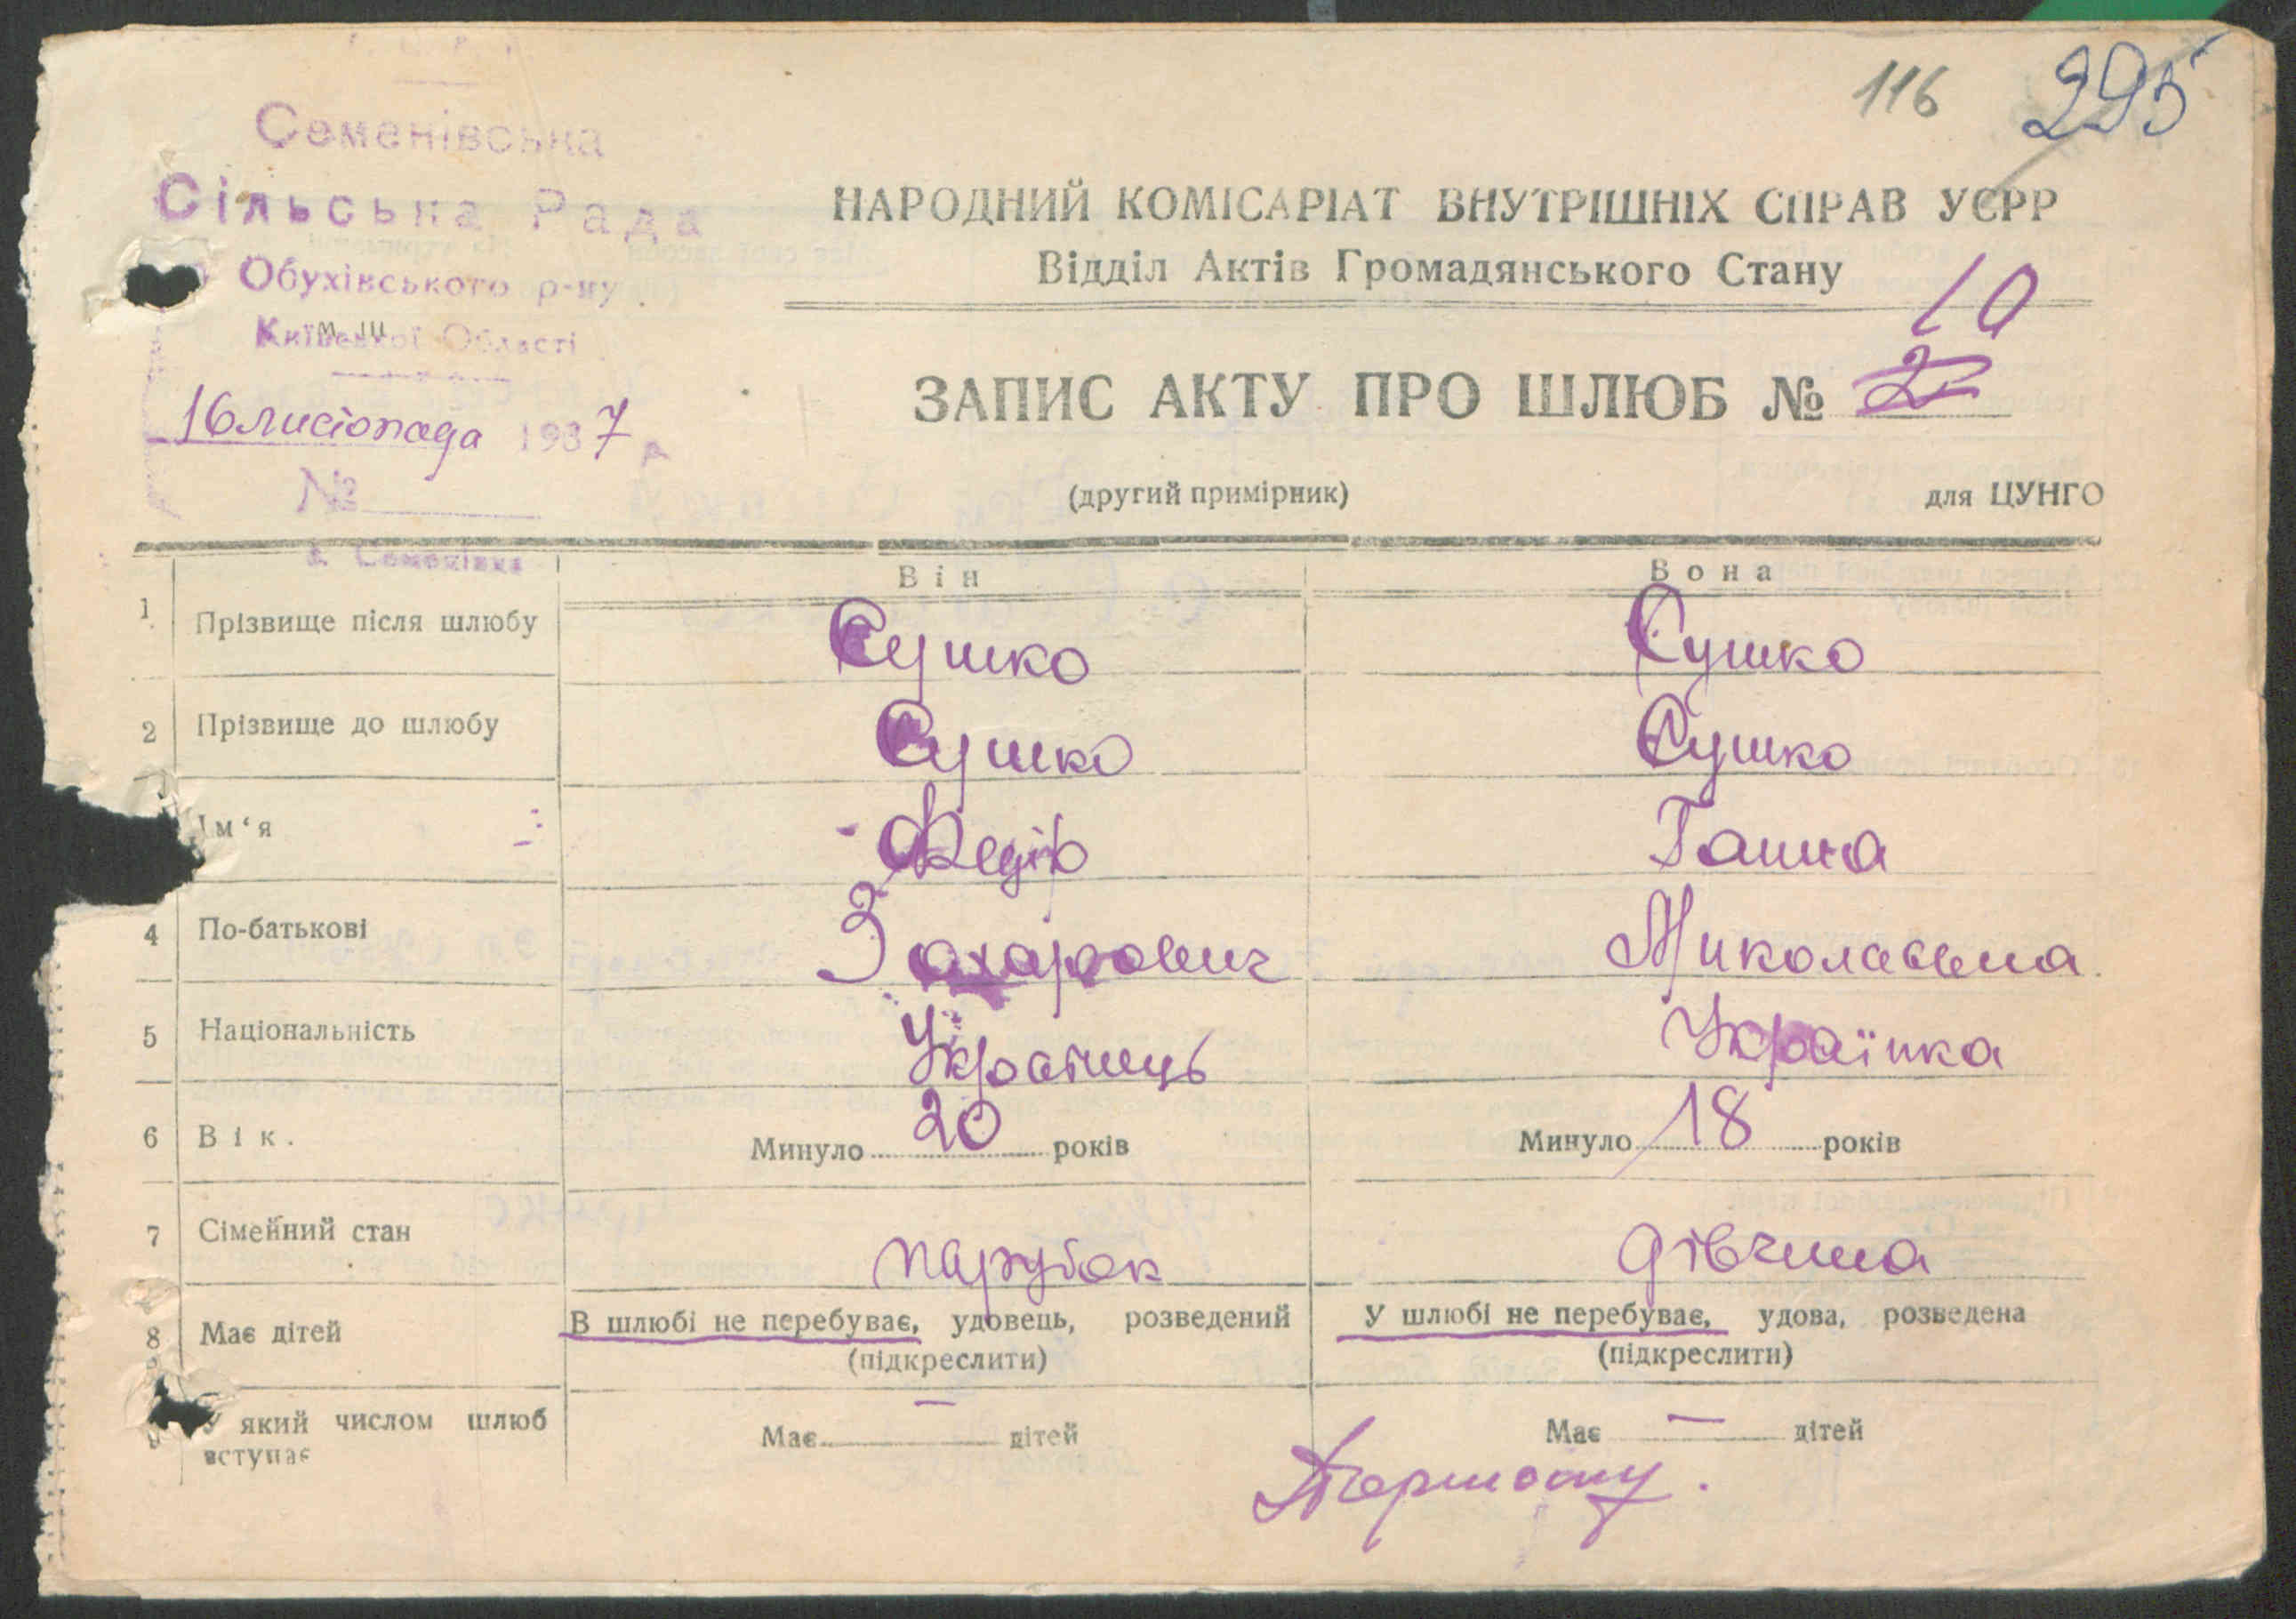 116 295
Семенівська
Сільська Рада
Обухівського р-ну
Київської Області
16 листопада 1937 р
№
с. Семенівка
НАРОДНИЙ КОМІСАРІАТ ВНУТРІШНІХ СПРАВ УСРР
Відділ Актів Громадянського Стану
10
ЗАПИС АКТУ ПРО ШЛЮБ № 2
(другий примірник) для ЦУНГО
Він Вона
1 Прізвище після шлюбу Сушко Сушко
2 Прізвище до шлюбу Сушко Сушко
Ім‘я Федір Ганна
4 По-батькові Захарович Миколаєвна
5 Національність Українець Українка
6 Вік. Минуло 20 років Минуло 18 років
7 Сімейний стан парубок дівчина
8 Має дітей В шлюбі не перебуває, удовець, розведений У шлюбі не перебуває, удова, розведена
(підкреслити) (підкреслити)
У який числом шлюб вступає Має — дітей Має — дітей
Першому.